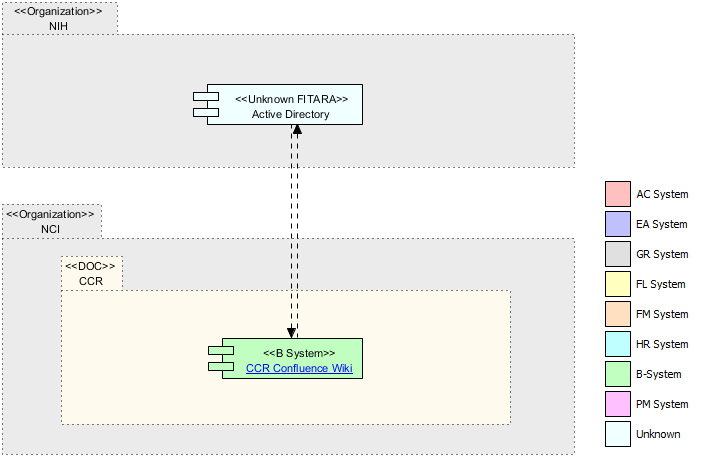 <<Organization>>
NIH
<<Unknown FITARA>>
Active Directory
<<Organization>>
NCI
<<DOC>>
CCR
<<B System>>
CCR Confluence Wiki
AC System
EA System
GR System
FL System
FM System
HR System
B-System
PM System
Unknown